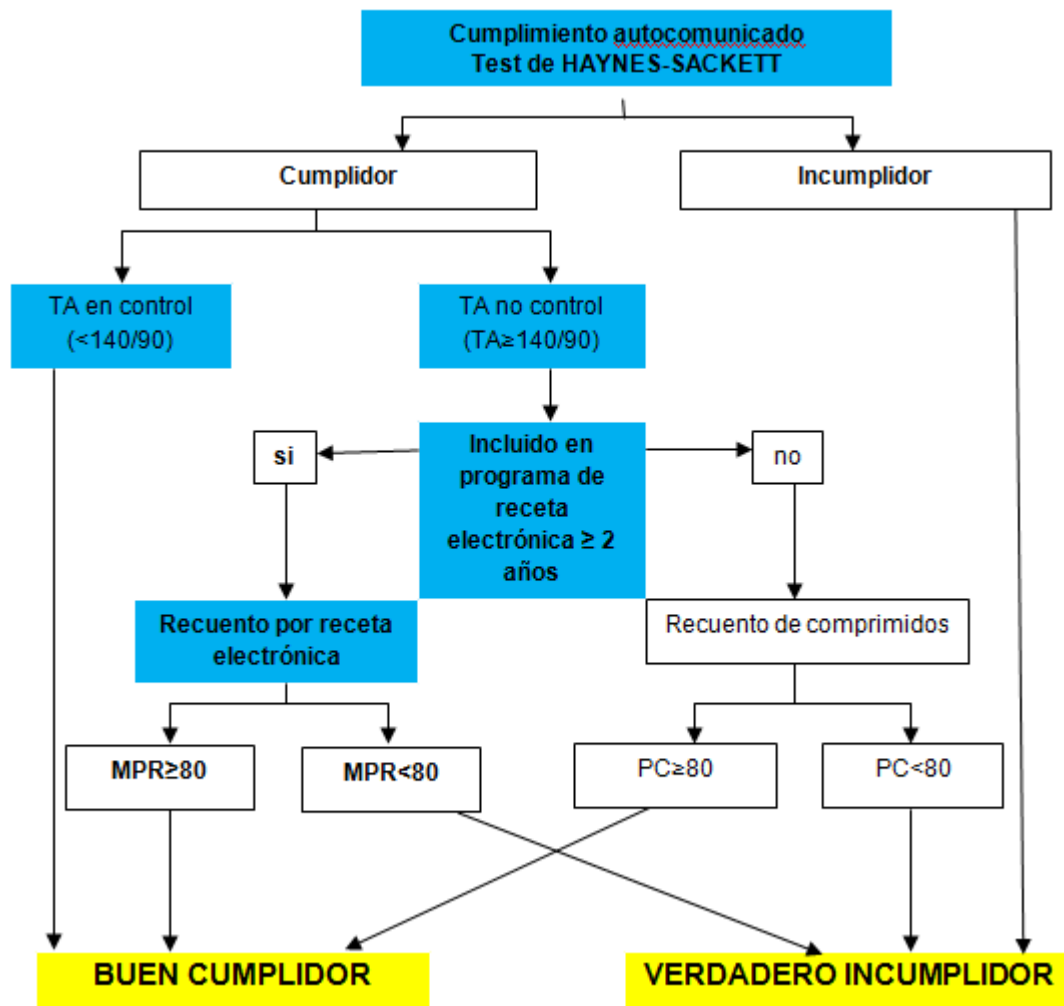 Cumplimiento autocomunicado
Test de HAYNES-SACKETT
Cumplidor
Incumplidor
TA en control
(<140/90)
TA no control
(TA≥140/90)
si
Incluido en
programa de
receta
electrónica ≥ 2
años
no
Recuento por receta
electrónica
Recuento de comprimidos
MPR≥80
MPR<80
PC≥80
PC<80
BUEN CUMPLIDOR
VERDADERO INCUMPLIDOR